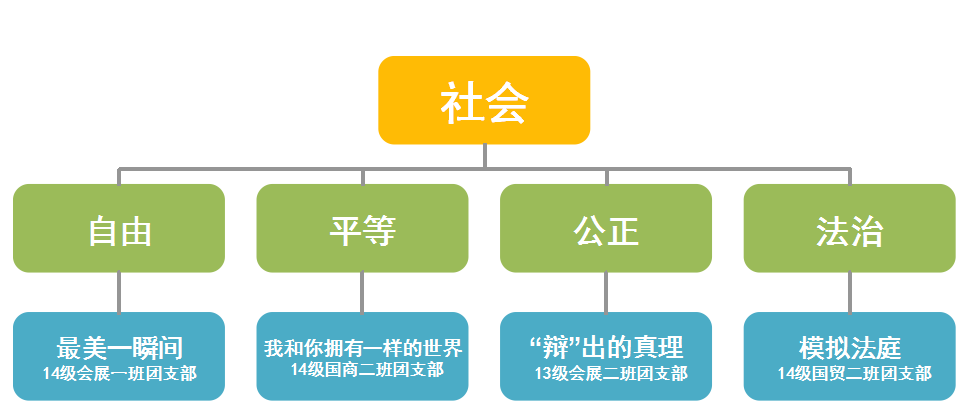 社会
自由
平等
公正
法治
最美一瞬间
14级会展一班团支部
我和你拥有一样的世界
14级国商二班团支部
“辩”出的真理
13级会展二班团支部
模拟法庭
14级国贸二班团支部